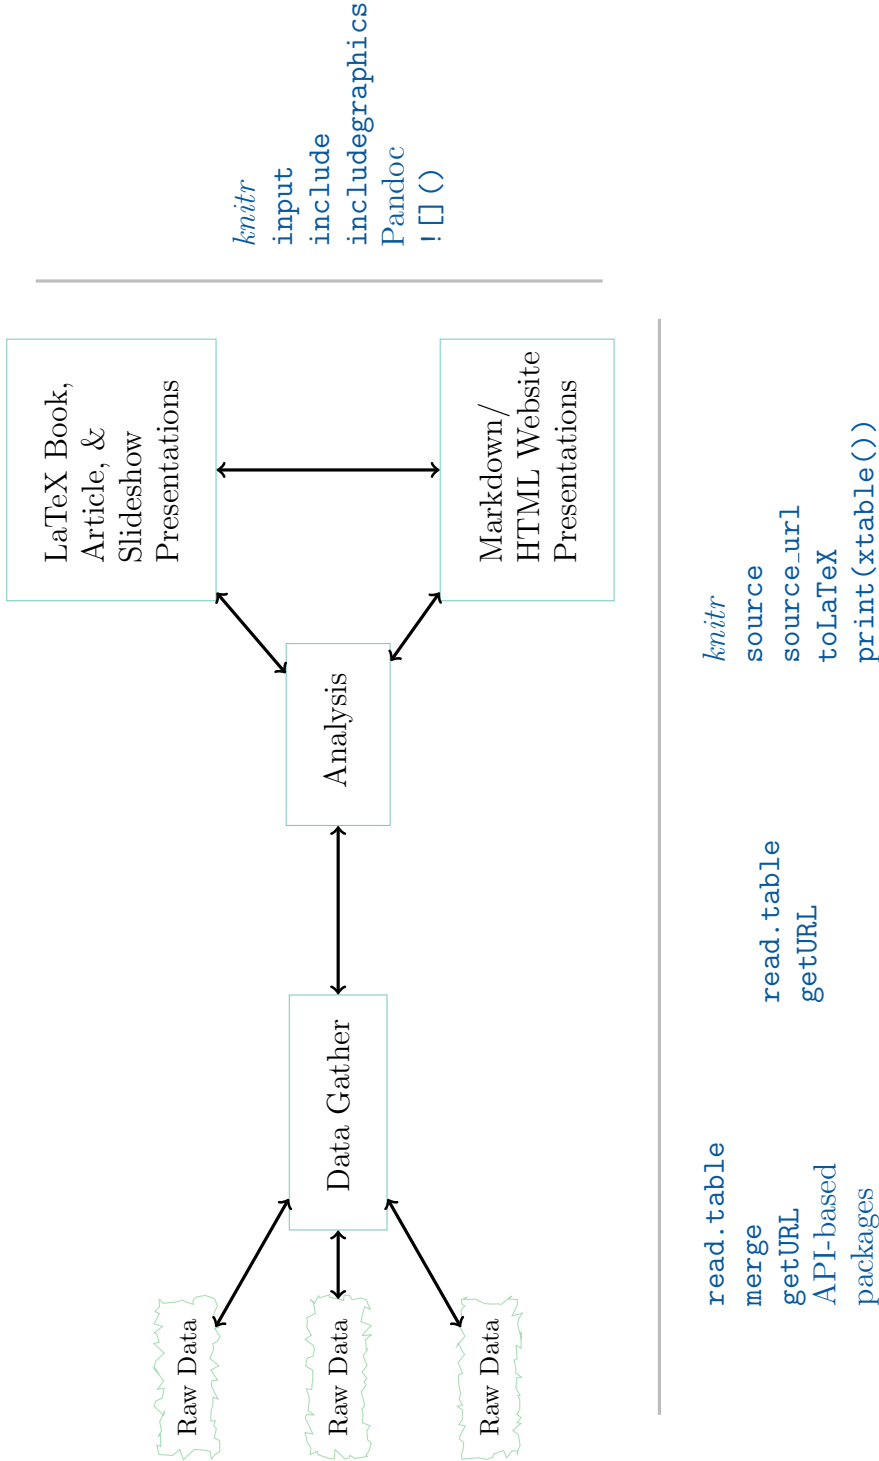 Raw Data
Raw Data
Raw Data
Data Gather
Analysis
LaTeX Book,
Article, &
Slideshow
Presentations
Markdown/
HTML Website
Presentations
knitr
input
include
includegraphics
Pandoc
![]()
read.table
merge
getURL
API-based
packages
read.table
getURL
knitr
source
source_url
toLaTeX
print(xtable())